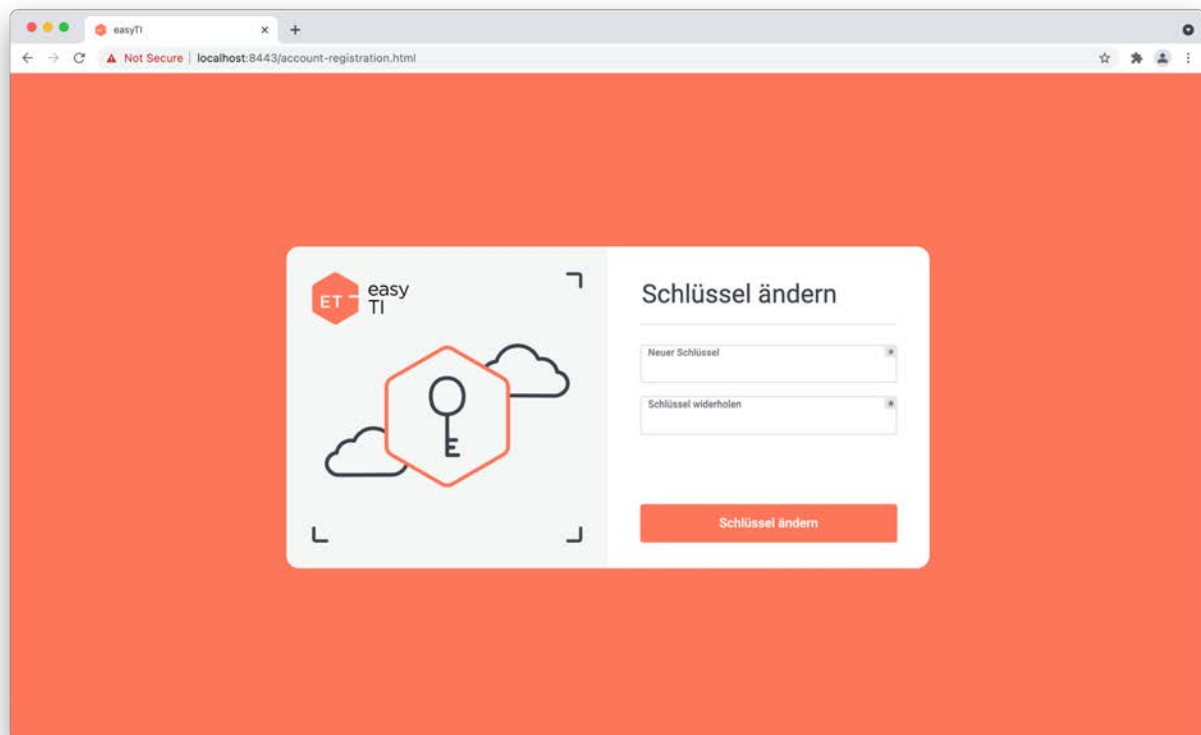 easyTI
Not Secure localhost:8443/account-registration.html
ET easy
TI
Schlüssel ändern
Neuer Schlüssel *
Schlüssel widerholen *
Schlüssel ändern